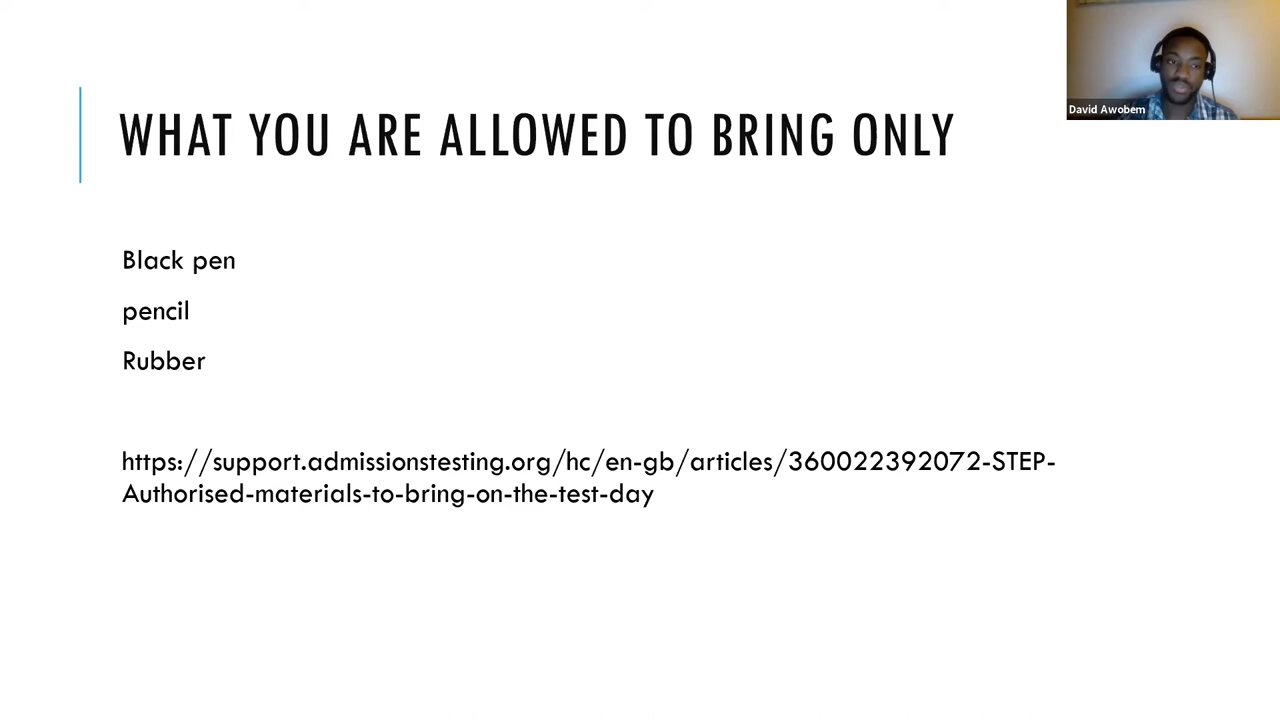 David Awobem
WHAT YOU ARE ALLOWED TO BRING ONLY
Black pen
pencil
Rubber
https://support.admissionstesting.org/hc/en-gb/articles/360022392072-STEP-
Authorised-materials-to-bring-on-the-test-day